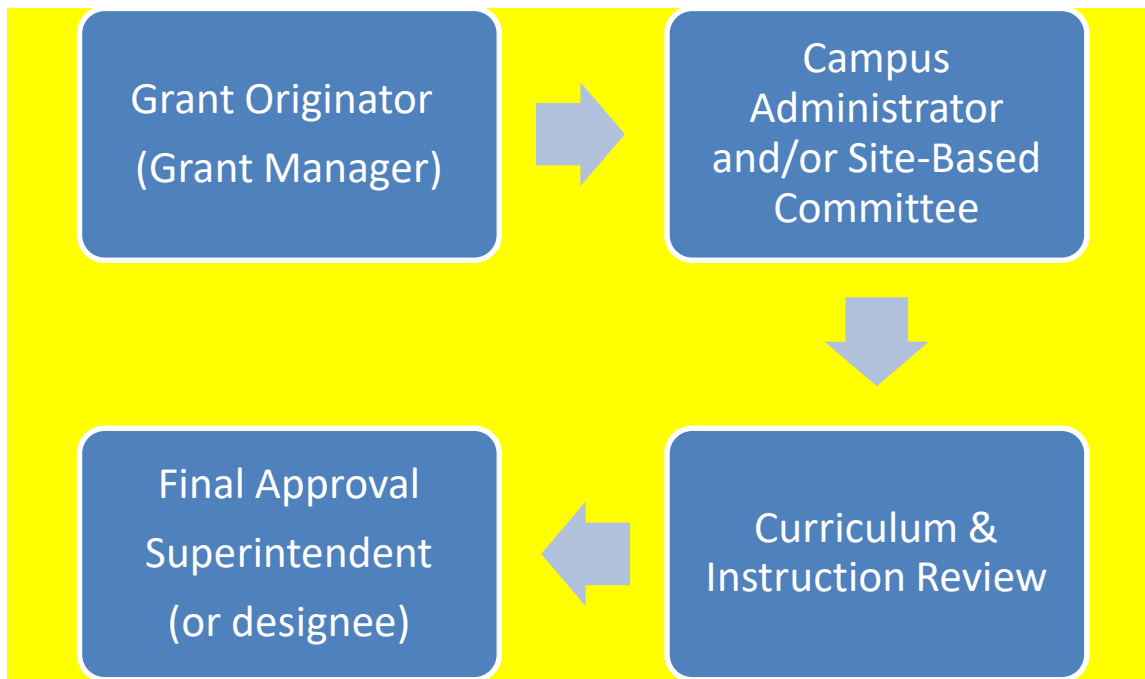 Grant Originator
(Grant Manager)
Campus
Administrator
and/or Site-Based
Committee
Curriculum &
Instruction Review
Final Approval
Superintendent
(or designee)